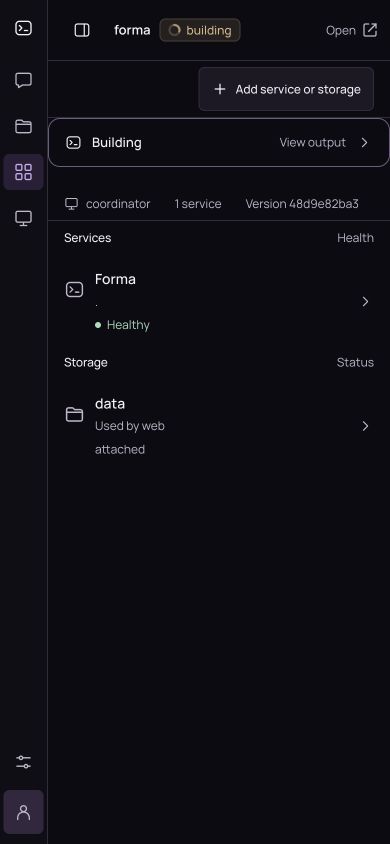 forma
building
Open
Add service or storage
Building
View output
coordinator
1 service
Version 48d9e82ba3
Services
Health
Forma
.
Healthy
Storage
Status
data
Used by web
attached